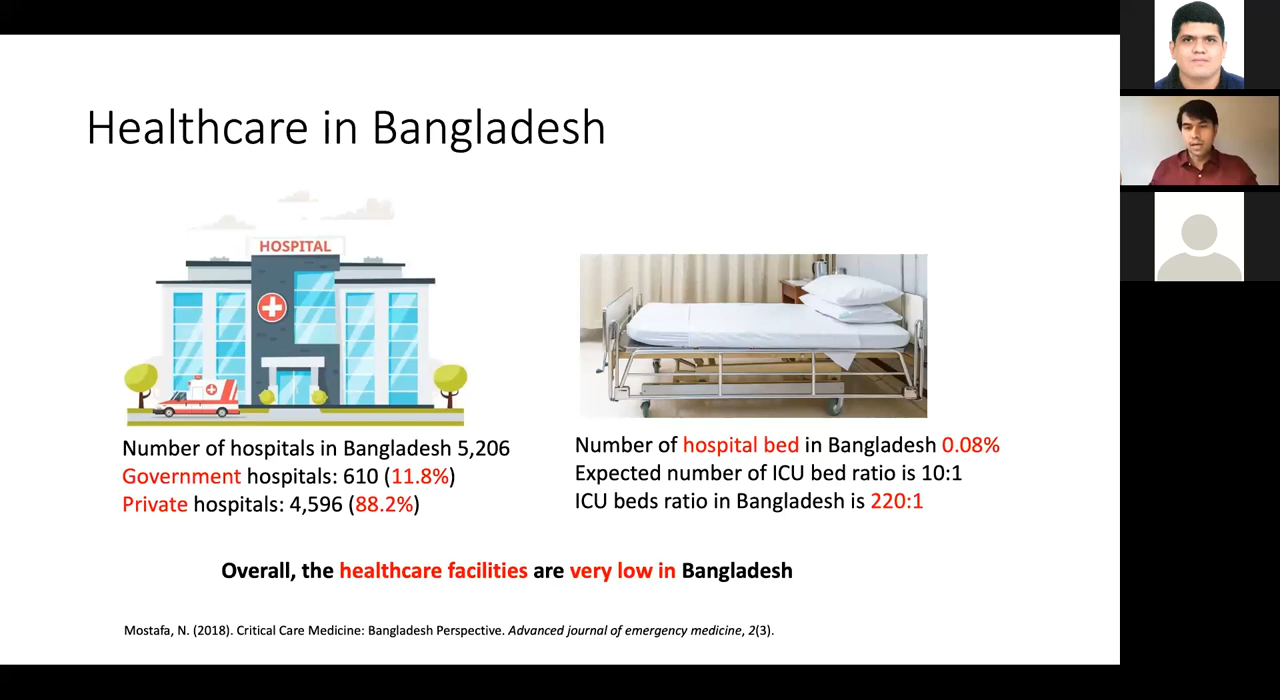 Healthcare in Bangladesh
HOSPITAL
Number of hospitals in Bangladesh 5,206
Government hospitals: 610 (11.8%)
Private hospitals: 4,596 (88.2%)
Number of hospital bed in Bangladesh 0.08%
Expected number of ICU bed ratio is 10:1
ICU beds ratio in Bangladesh is 220:1
Overall, the healthcare facilities are very low in Bangladesh
Mostafa, N. (2018). Critical Care Medicine: Bangladesh Perspective. Advanced journal of emergency medicine, 2(3).